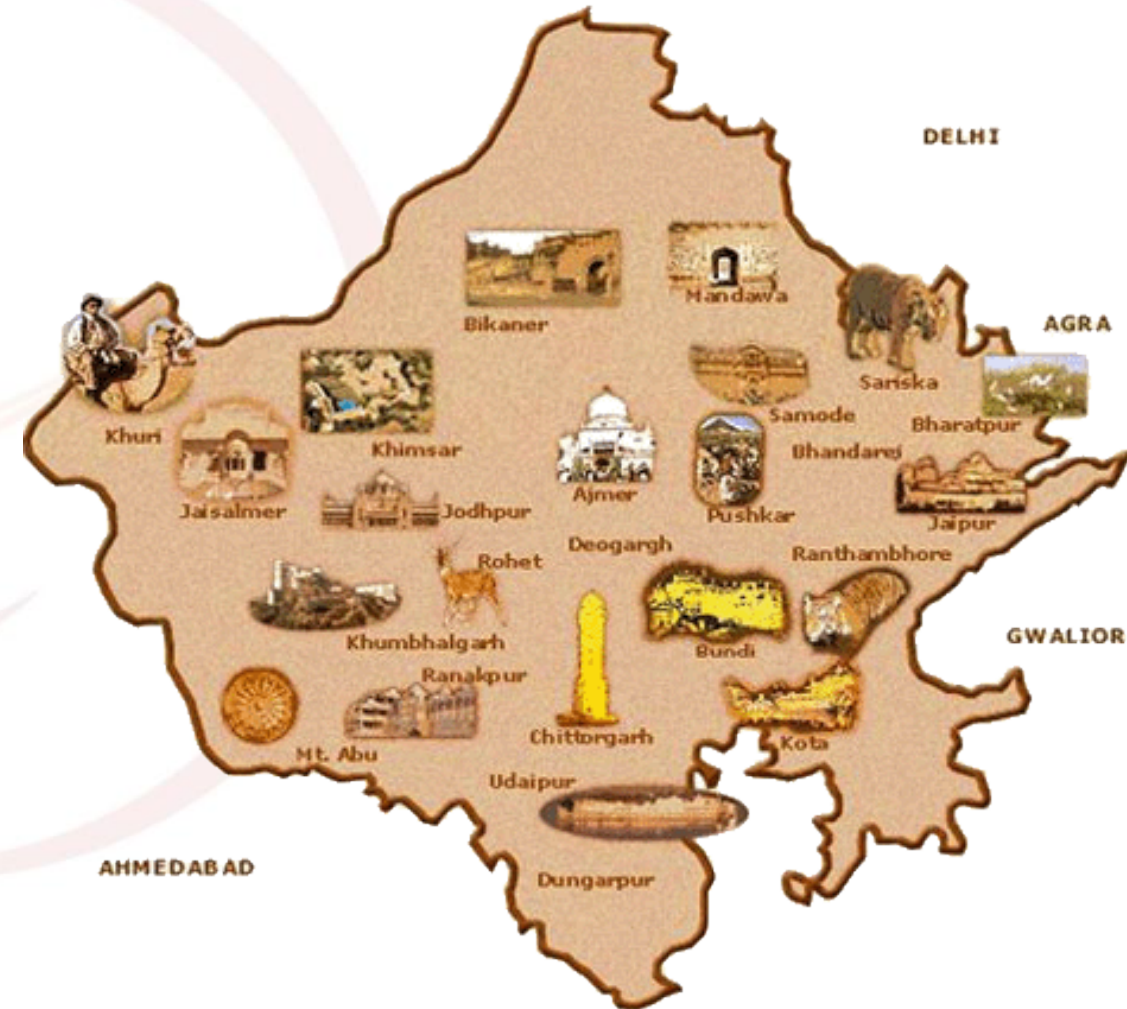 DELHI
Mandawa
Bikaner
AGRA
Sariska
Samode
Bharatpur
Khuri
Khimsar
Bhandarej
Ajmer
Jaisalmer
Jodhpur
Pushkar
Jaipur
Deogargh
Ranthambhore
Rohet
GWALIOR
Khumbhalgarh
Bundi
Ranakpur
Chittorgarh
Kota
Mt. Abu
Udaipur
AHMEDABAD
Dungarpur